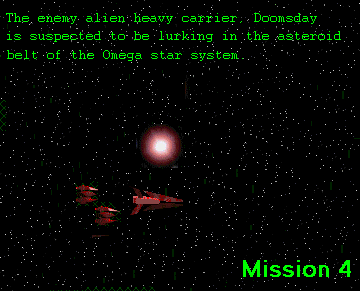 The enemy alien heavy carrier, Doomsday
is suspected to be lurking in the asteroid
belt of the Omega star system..
Mission 4